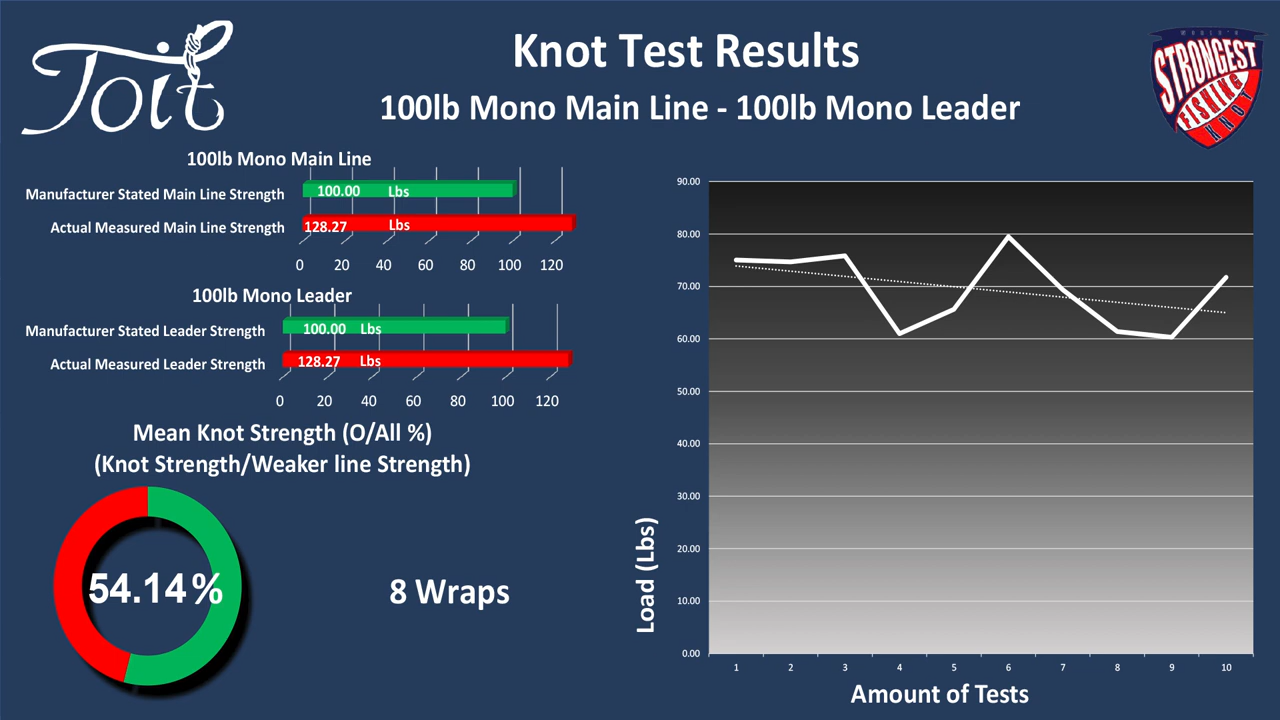 Toit
Knot Test Results
100lb Mono Main Line - 100lb Mono Leader
WORLD'S
STRONGEST
FISHING
KNOT
100lb Mono Main Line
Manufacturer Stated Main Line Strength
100.00 Lbs
Actual Measured Main Line Strength
128.27 Lbs
0 20 40 60 80 100 120
100lb Mono Leader
Manufacturer Stated Leader Strength
100.00 Lbs
Actual Measured Leader Strength
128.27 Lbs
0 20 40 60 80 100 120
Mean Knot Strength (O/All %)
(Knot Strength/Weaker line Strength)
54.14%
8 Wraps
Load (Lbs)
90.00
80.00
70.00
60.00
50.00
40.00
30.00
20.00
10.00
0.00
1 2 3 4 5 6 7 8 9 10
Amount of Tests